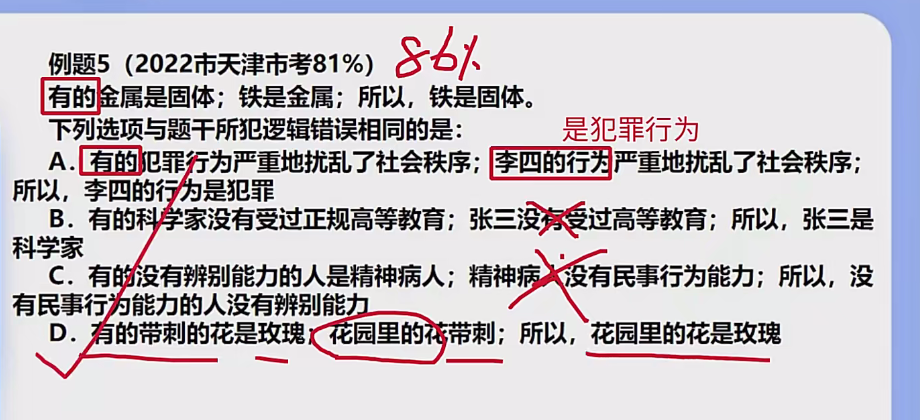 例题5（2022市天津市考81%） 86%
有的金属是固体；铁是金属；所以，铁是固体。
下列选项与题干所犯逻辑错误相同的是：
是犯罪行为
A．有的犯罪行为严重地扰乱了社会秩序；李四的行为严重地扰乱了社会秩序；
所以，李四的行为是犯罪
B．有的科学家没有受过正规高等教育；张三没有受过高等教育；所以，张三是
科学家
C．有的没有辨别能力的人是精神病人；精神病人没有民事行为能力；所以，没
有民事行为能力的人没有辨别能力
D．有的带刺的花是玫瑰；花园里的花带刺；所以，花园里的花是玫瑰